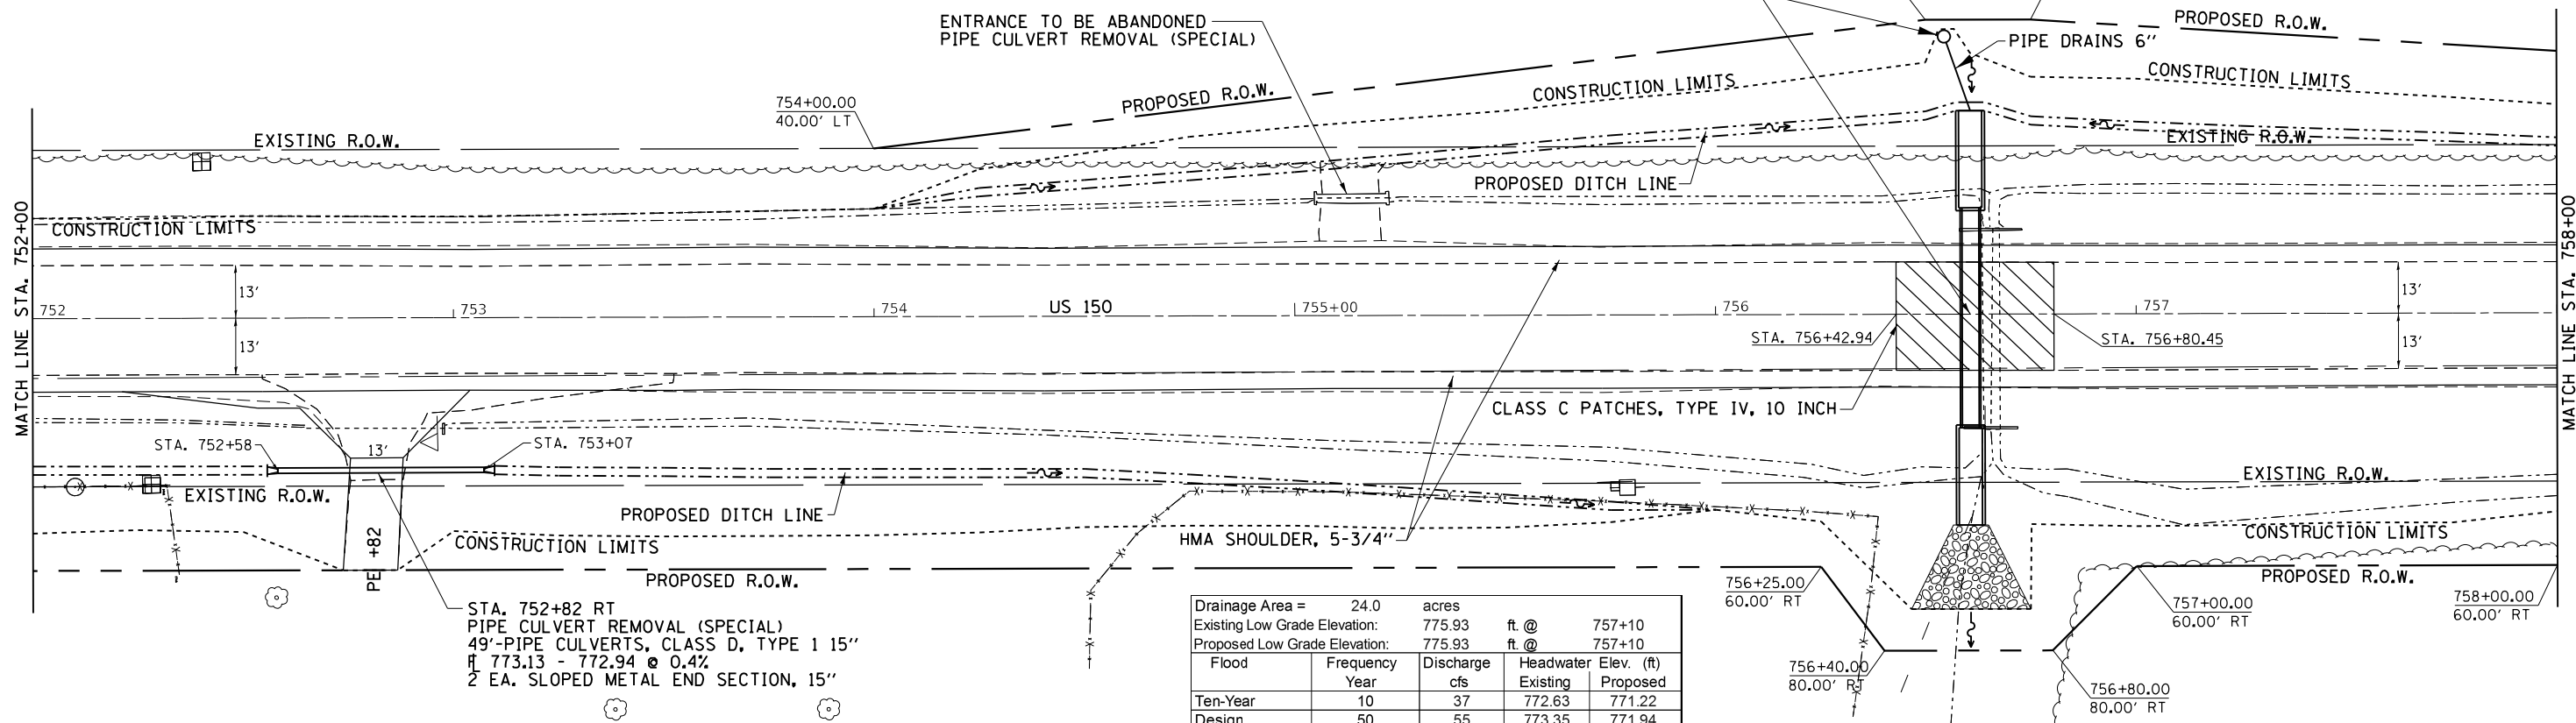 ENTRANCE TO BE ABANDONED
PIPE CULVERT REMOVAL (SPECIAL)
PROPOSED R.O.W.
PIPE DRAINS 6"
CONSTRUCTION LIMITS
CONSTRUCTION LIMITS
PROPOSED R.O.W.
754+00.00
40.00' LT
EXISTING R.O.W.
EXISTING R.O.W.
PROPOSED DITCH LINE
CONSTRUCTION LIMITS
MATCH LINE STA. 752+00
MATCH LINE STA. 758+00
13'
13'
752
753
754
US 150
755+00
756
757
13'
13'
STA. 756+42.94
STA. 756+80.45
CLASS C PATCHES, TYPE IV, 10 INCH
STA. 752+58
13'
STA. 753+07
EXISTING R.O.W.
EXISTING R.O.W.
PROPOSED DITCH LINE
CONSTRUCTION LIMITS
HMA SHOULDER, 5-3/4"
CONSTRUCTION LIMITS
PE +82
PROPOSED R.O.W.
PROPOSED R.O.W.
STA. 752+82 RT
PIPE CULVERT REMOVAL (SPECIAL)
49'-PIPE CULVERTS, CLASS D, TYPE 1 15"
FL 773.13 - 772.94 @ 0.4%
2 EA. SLOPED METAL END SECTION, 15"
756+25.00
60.00' RT
757+00.00
60.00' RT
758+00.00
60.00' RT
756+40.00
80.00' RT
756+80.00
80.00' RT
Drainage Area = 24.0 acres
Existing Low Grade Elevation: 775.93 ft. @ 757+10
Proposed Low Grade Elevation: 775.93 ft. @ 757+10
Flood Frequency Discharge Headwater Elev. (ft)
Year cfs Existing Proposed
Ten-Year 10 37 772.63 771.22
Design 50 55 773.35 771.94